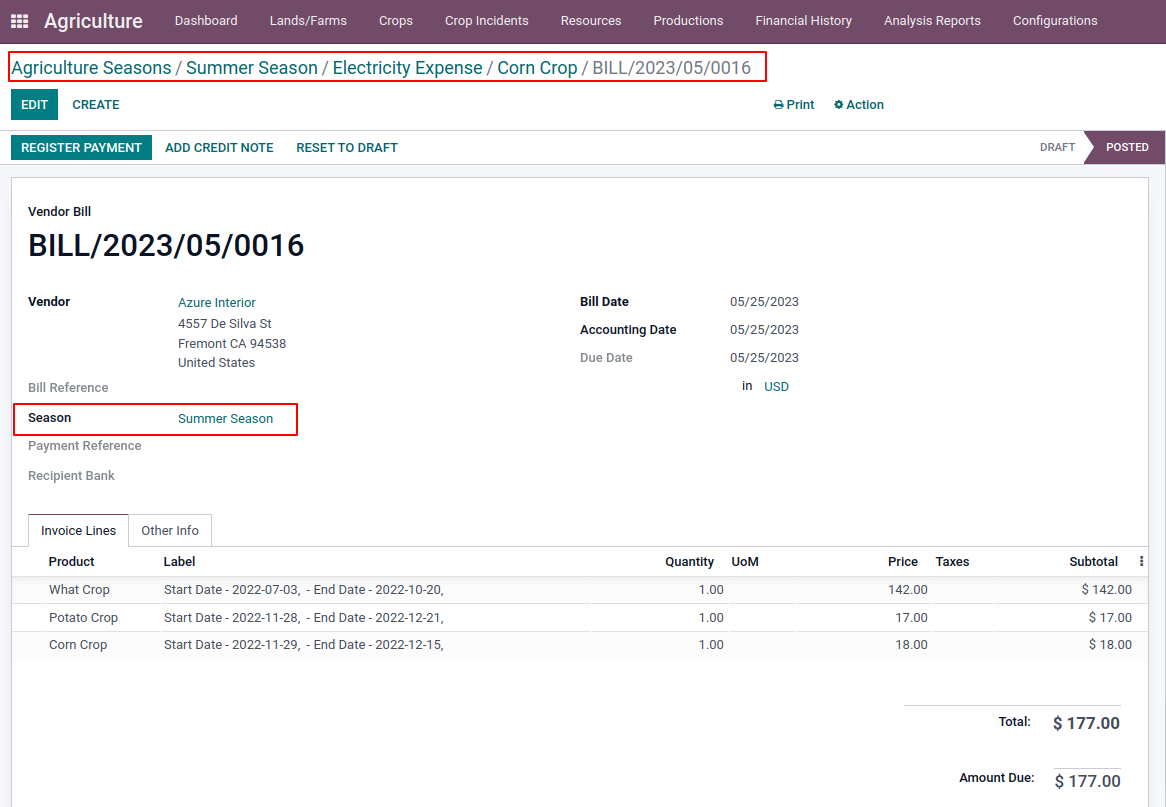 Agriculture Dashboard Lands/Farms Crops Crop Incidents Resources Productions Financial History Analysis Reports Configurations
Agriculture Seasons / Summer Season / Electricity Expense / Corn Crop / BILL/2023/05/0016
EDIT CREATE Print Action
REGISTER PAYMENT ADD CREDIT NOTE RESET TO DRAFT DRAFT POSTED
Vendor Bill
BILL/2023/05/0016
Vendor Azure Interior Bill Date 05/25/2023
4557 De Silva St Accounting Date 05/25/2023
Fremont CA 94538
United States Due Date 05/25/2023
Bill Reference in USD
Season Summer Season
Payment Reference
Recipient Bank
Invoice Lines Other Info
Product Label Quantity UoM Price Taxes Subtotal
What Crop Start Date - 2022-07-03, - End Date - 2022-10-20, 1.00 142.00 $ 142.00
Potato Crop Start Date - 2022-11-28, - End Date - 2022-12-21, 1.00 17.00 $ 17.00
Corn Crop Start Date - 2022-11-29, - End Date - 2022-12-15, 1.00 18.00 $ 18.00
Total: $ 177.00
Amount Due: $ 177.00